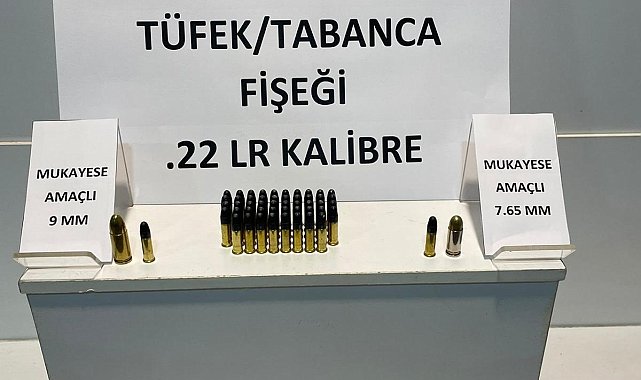 TÜFEK/TABANCA
FİŞEĞİ
.22 LR KALİBRE
MUKAYESE
AMAÇLI
9 MM
MUKAYESE
AMAÇLI
7.65 MM